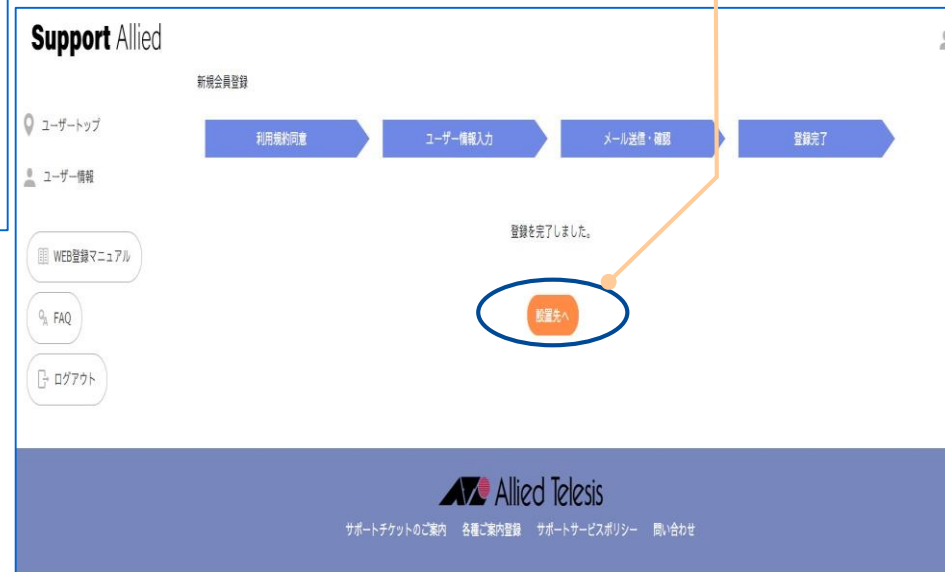 Support Allied
新規会員登録
ユーザートップ
ユーザー情報
利用規約同意
ユーザー情報入力
メール送信・確認
登録完了
登録を完了しました。
WEB登録マニュアル
FAQ
ログアウト
設置先へ
Allied Telesis
サポートチケットのご案内 各種ご案内登録 サポートサービスポリシー 問い合わせ